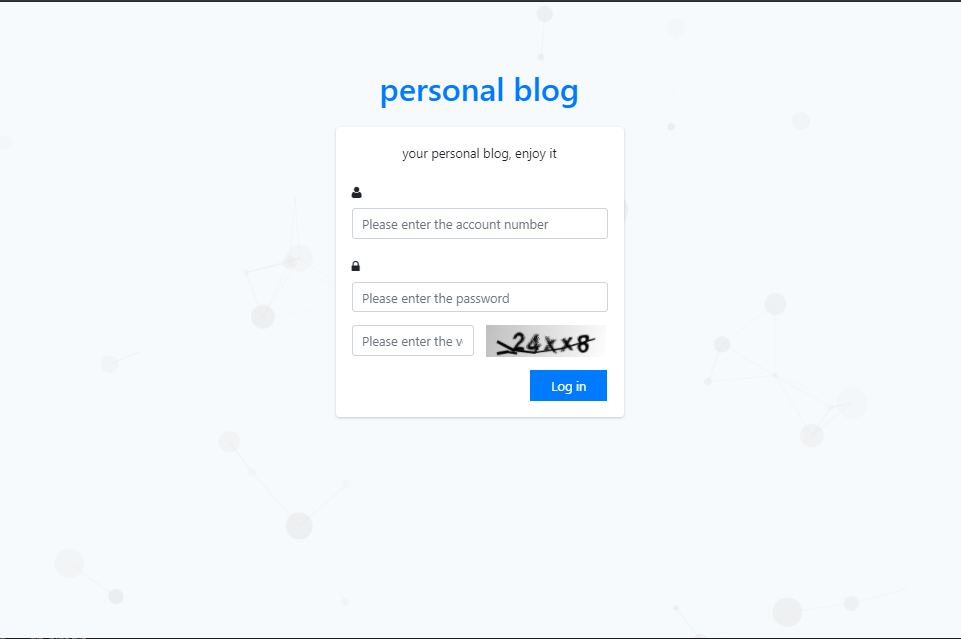 personal blog
your personal blog, enjoy it
Please enter the account number
Please enter the password
Please enter the v
24xx8
Log in